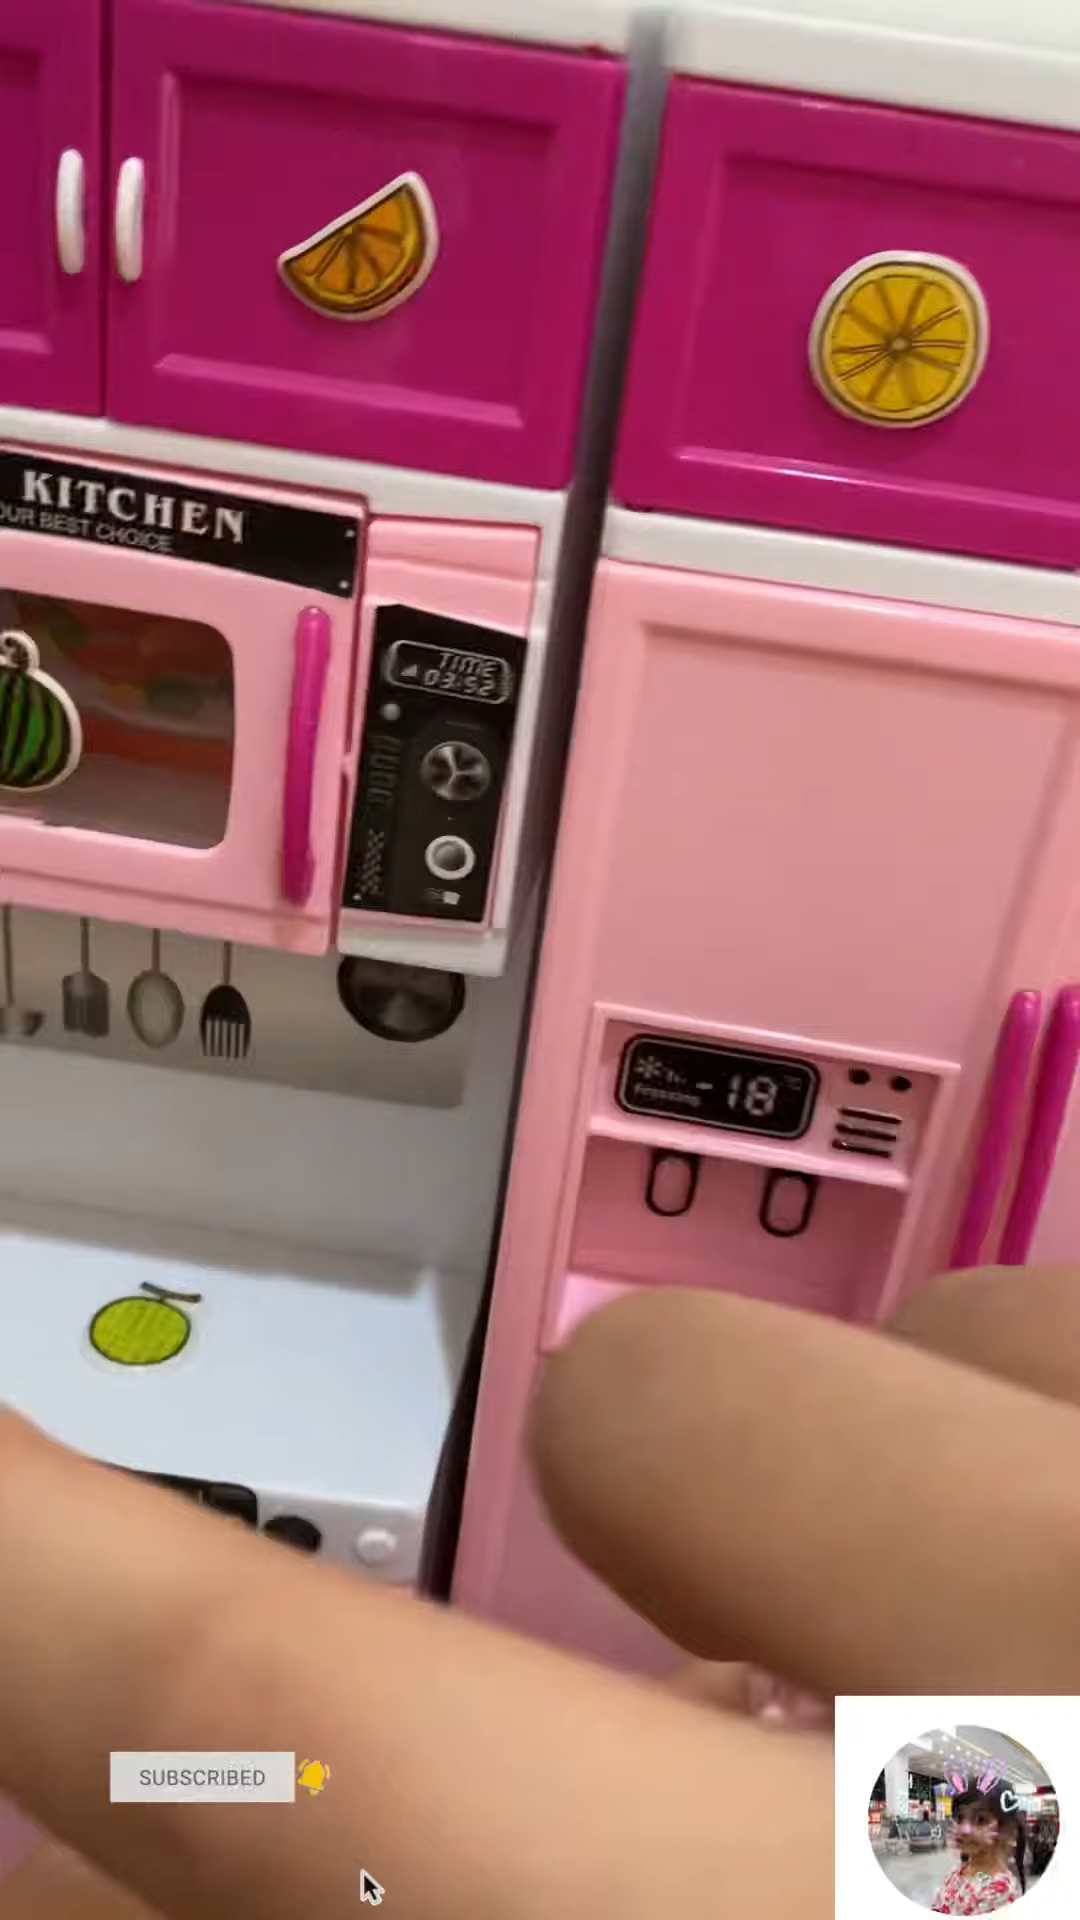 KITCHEN
OUR BEST CHOICE
TIME
03:52
-18
SUBSCRIBED